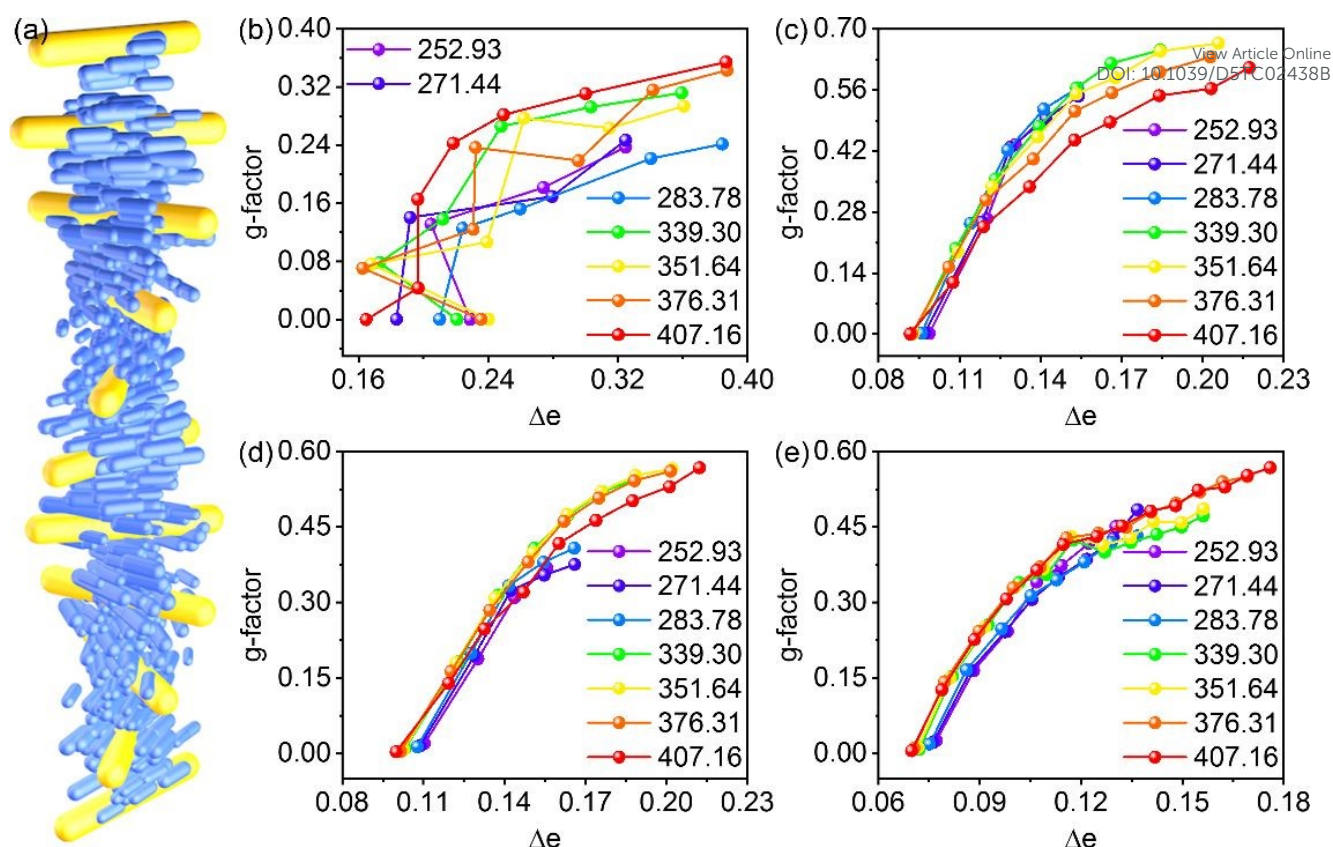 (a)
(b)
0.40
0.32
0.24
0.16
0.08
0.00
g-factor
252.93
271.44
283.78
339.30
351.64
376.31
407.16
0.16 0.24 0.32 0.40
Δe
(c)
0.70
0.56
0.42
0.28
0.14
0.00
g-factor
View Article Online
DOI: 10.1039/D5TC02438B
252.93
271.44
283.78
339.30
351.64
376.31
407.16
0.08 0.11 0.14 0.17 0.20 0.23
Δe
(d)
0.60
0.45
0.30
0.15
0.00
g-factor
252.93
271.44
283.78
339.30
351.64
376.31
407.16
0.08 0.11 0.14 0.17 0.20 0.23
Δe
(e)
0.60
0.45
0.30
0.15
0.00
g-factor
252.93
271.44
283.78
339.30
351.64
376.31
407.16
0.06 0.09 0.12 0.15 0.18
Δe